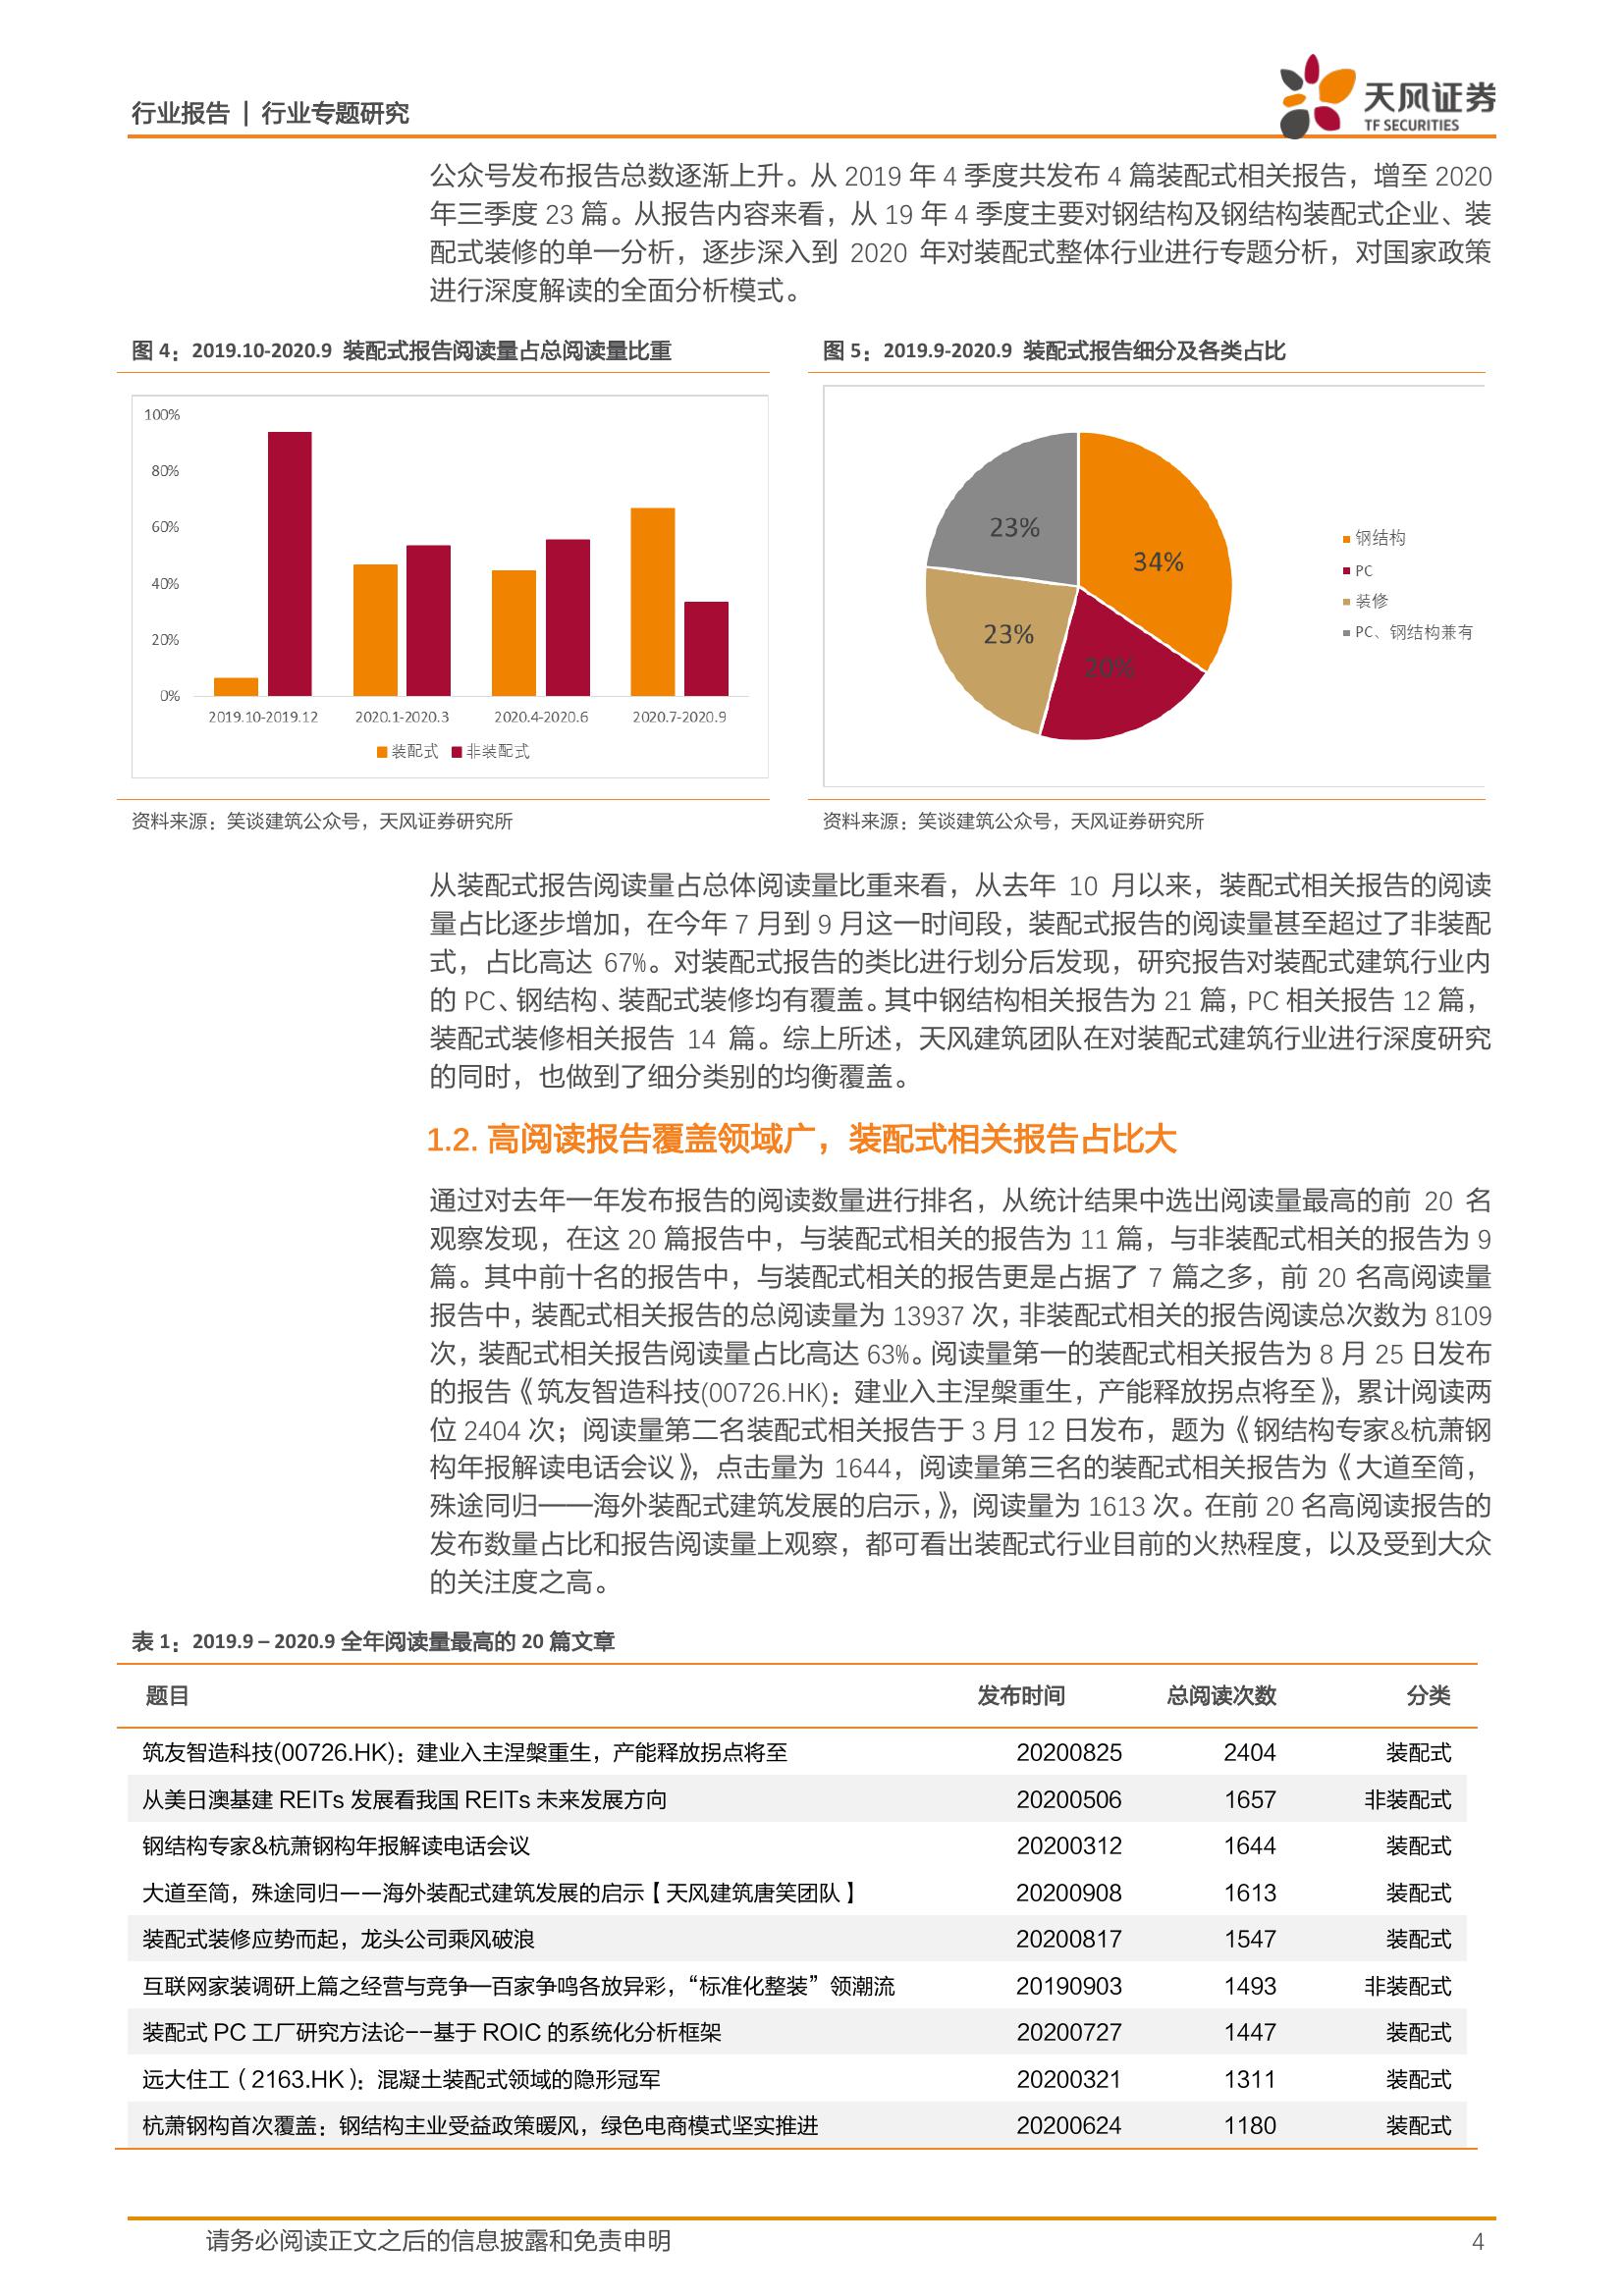 行业报告 | 行业专题研究
天风证券
TF SECURITIES
公众号发布报告总数逐渐上升。从 2019 年 4 季度共发布 4 篇装配式相关报告，增至 2020
年三季度 23 篇。从报告内容来看，从 19 年 4 季度主要对钢结构及钢结构装配式企业、装
配式装修的单一分析，逐步深入到 2020 年对装配式整体行业进行专题分析，对国家政策
进行深度解读的全面分析模式。
图 4：2019.10-2020.9 装配式报告阅读量占总阅读量比重
100%
80%
60%
40%
20%
0%
2019.10-2019.12 2020.1-2020.3 2020.4-2020.6 2020.7-2020.9
装配式 非装配式
资料来源：笑谈建筑公众号，天风证券研究所
图 5：2019.9-2020.9 装配式报告细分及各类占比
23%
34%
23%
20%
钢结构
PC
装修
PC、钢结构兼有
资料来源：笑谈建筑公众号，天风证券研究所
从装配式报告阅读量占总体阅读量比重来看，从去年 10 月以来，装配式相关报告的阅读
量占比逐步增加，在今年 7 月到 9 月这一时间段，装配式报告的阅读量甚至超过了非装配
式，占比高达 67%。对装配式报告的类比进行划分后发现，研究报告对装配式建筑行业内
的 PC、钢结构、装配式装修均有覆盖。其中钢结构相关报告为 21 篇，PC 相关报告 12 篇，
装配式装修相关报告 14 篇。综上所述，天风建筑团队在对装配式建筑行业进行深度研究
的同时，也做到了细分类别的均衡覆盖。
1.2. 高阅读报告覆盖领域广，装配式相关报告占比大
通过对去年一年发布报告的阅读数量进行排名，从统计结果中选出阅读量最高的前 20 名
观察发现，在这 20 篇报告中，与装配式相关的报告为 11 篇，与非装配式相关的报告为 9
篇。其中前十名的报告中，与装配式相关的报告更是占据了 7 篇之多，前 20 名高阅读量
报告中，装配式相关报告的总阅读量为 13937 次，非装配式相关的报告阅读总次数为 8109
次，装配式相关报告阅读量占比高达 63%。阅读量第一的装配式相关报告为 8 月 25 日发布
的报告《筑友智造科技(00726.HK)：建业入主涅槃重生，产能释放拐点将至》，累计阅读两
位 2404 次；阅读量第二名装配式相关报告于 3 月 12 日发布，题为《钢结构专家&杭萧钢
构年报解读电话会议》，点击量为 1644，阅读量第三名的装配式相关报告为《大道至简，
殊途同归——海外装配式建筑发展的启示，》，阅读量为 1613 次。在前 20 名高阅读报告的
发布数量占比和报告阅读量上观察，都可看出装配式行业目前的火热程度，以及受到大众
的关注度之高。
表 1：2019.9 – 2020.9 全年阅读量最高的 20 篇文章
题目 发布时间 总阅读次数 分类
筑友智造科技(00726.HK)：建业入主涅槃重生，产能释放拐点将至 20200825 2404 装配式
从美日澳基建 REITs 发展看我国 REITs 未来发展方向 20200506 1657 非装配式
钢结构专家&杭萧钢构年报解读电话会议 20200312 1644 装配式
大道至简，殊途同归——海外装配式建筑发展的启示【天风建筑唐笑团队】 20200908 1613 装配式
装配式装修应势而起，龙头公司乘风破浪 20200817 1547 装配式
互联网家装调研上篇之经营与竞争—百家争鸣各放异彩，“标准化整装”领潮流 20190903 1493 非装配式
装配式 PC 工厂研究方法论--基于 ROIC 的系统化分析框架 20200727 1447 装配式
远大住工（2163.HK）：混凝土装配式领域的隐形冠军 20200321 1311 装配式
杭萧钢构首次覆盖：钢结构主业受益政策暖风，绿色电商模式坚实推进 20200624 1180 装配式
请务必阅读正文之后的信息披露和免责申明 4